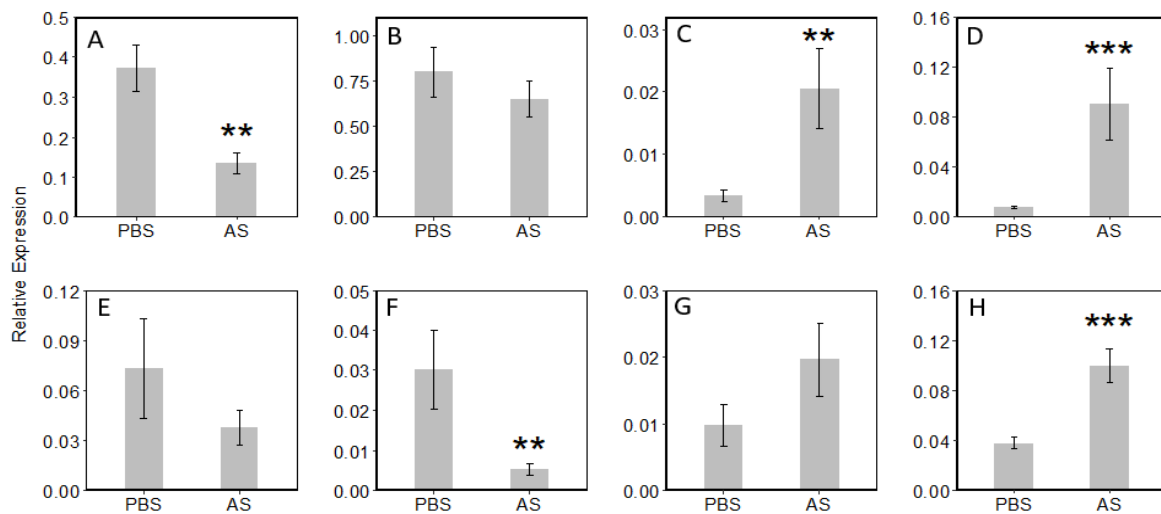 Relative Expression
A
0.5
0.4
0.3
0.2
0.1
0.0
**
PBS AS
B
1.00
0.75
0.50
0.25
0.00
PBS AS
C
0.03
0.02
0.01
0.00
**
PBS AS
D
0.16
0.12
0.08
0.04
0.00
***
PBS AS
E
0.12
0.09
0.06
0.03
0.00
PBS AS
F
0.05
0.04
0.03
0.02
0.01
0.00
**
PBS AS
G
0.03
0.02
0.01
0.00
PBS AS
H
0.16
0.12
0.08
0.04
0.00
***
PBS AS